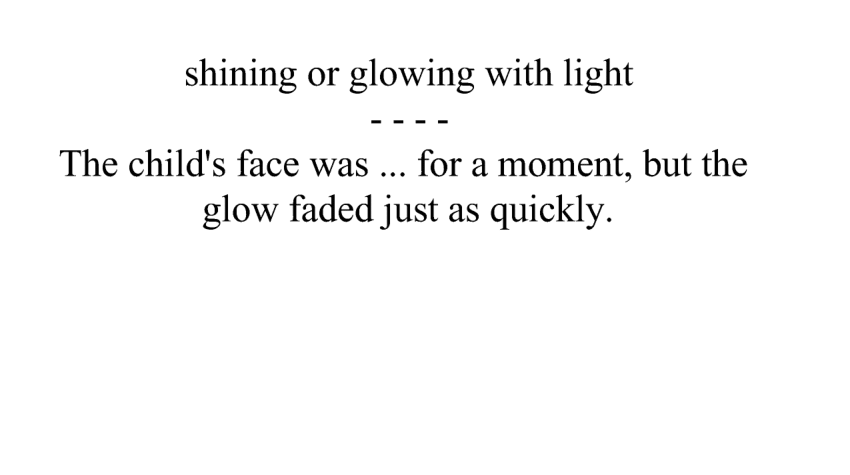 shining or glowing with light
- - - -
The child's face was ... for a moment, but the
glow faded just as quickly.